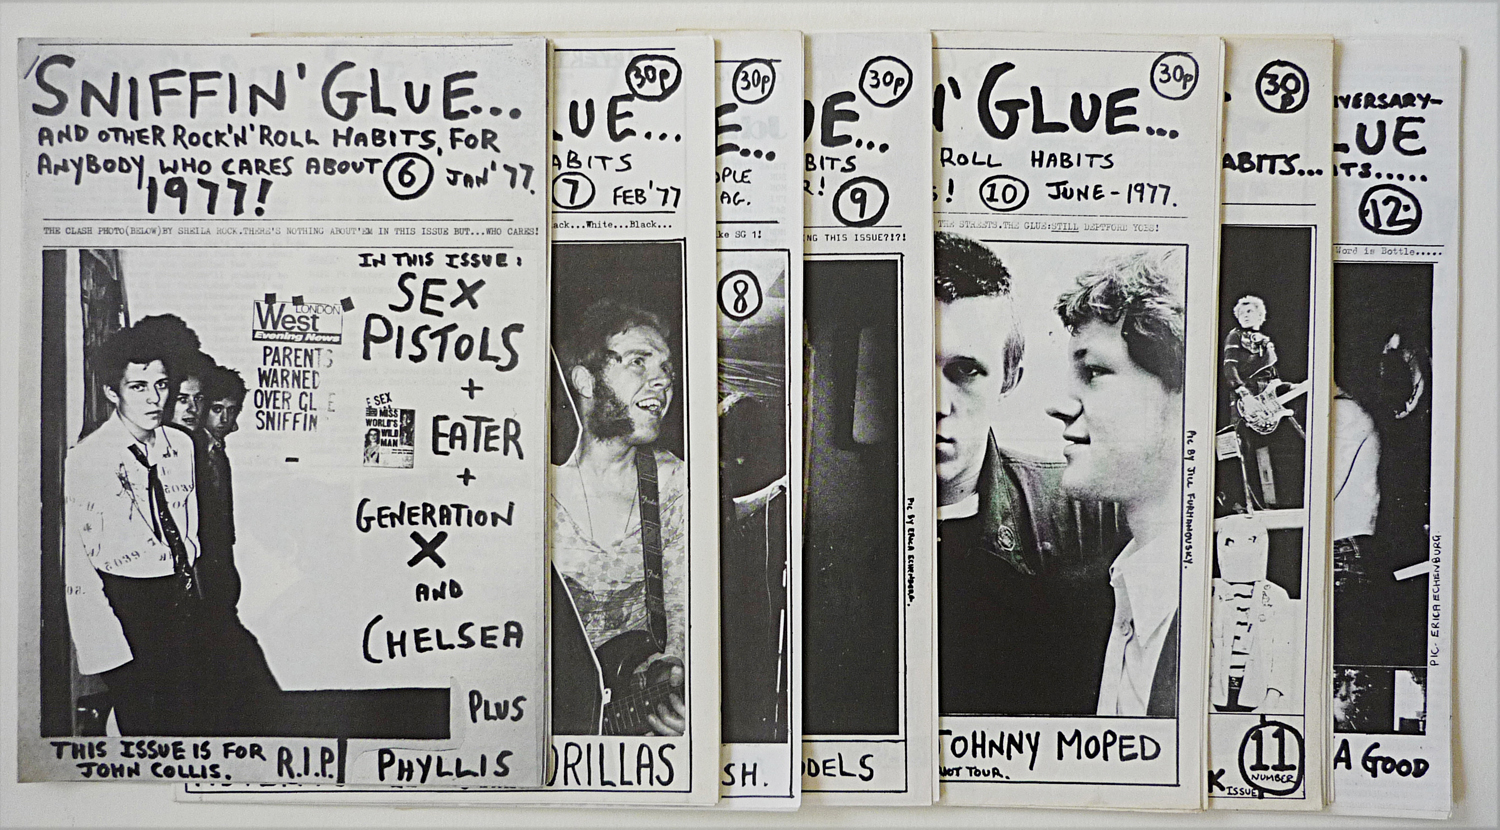 SNIFFIN' GLUE...
AND OTHER ROCK'N'ROLL HABITS, FOR
ANYBODY WHO CARES ABOUT 6 JAN'77.
1977!
THE CLASH PHOTO(BELOW)BY SHEILA ROCK.THERE'S NOTHING ABOUT'EM IN THIS ISSUE BUT...WHO CARES!
IN THIS ISSUE:
SEX
PISTOLS
+
EATER
+
GENERATION
X
AND
CHELSEA
PLUS
PHYLLIS
LONDON
West
Evening News
PARENTS
WARNED
OVER GL E
SNIFFIN
SEX
MISS
WORLD'S
WILD
MAN
THIS ISSUE IS FOR
JOHN COLLIS. R.I.P.
30p
LUE...
ABITS
7 FEB'77
ack...White...Black...
ORILLAS
30p
E...
OPLE
AG.
ke SG 1!
8
SH.
30p
UE...
BITS
R! 9
NG THIS ISSUE?!?!
PIC BY ERICA ECHENBERG.
ODELS
30p
N' GLUE...
ROLL HABITS
S! 10 JUNE-1977.
THE STREETS.THE GLUE:STILL DEPTFORD YOBS!
PIC BY JILL FURMANOVSKY.
JOHNNY MOPED
NOT TOUR.
30p
ABITS...
K ISSUE
11
NUMBER
IVERSARY-
LUE
ITS.....
12
Word is Bottle.....
PIC. ERICA ECHENBURG.
A GOOD